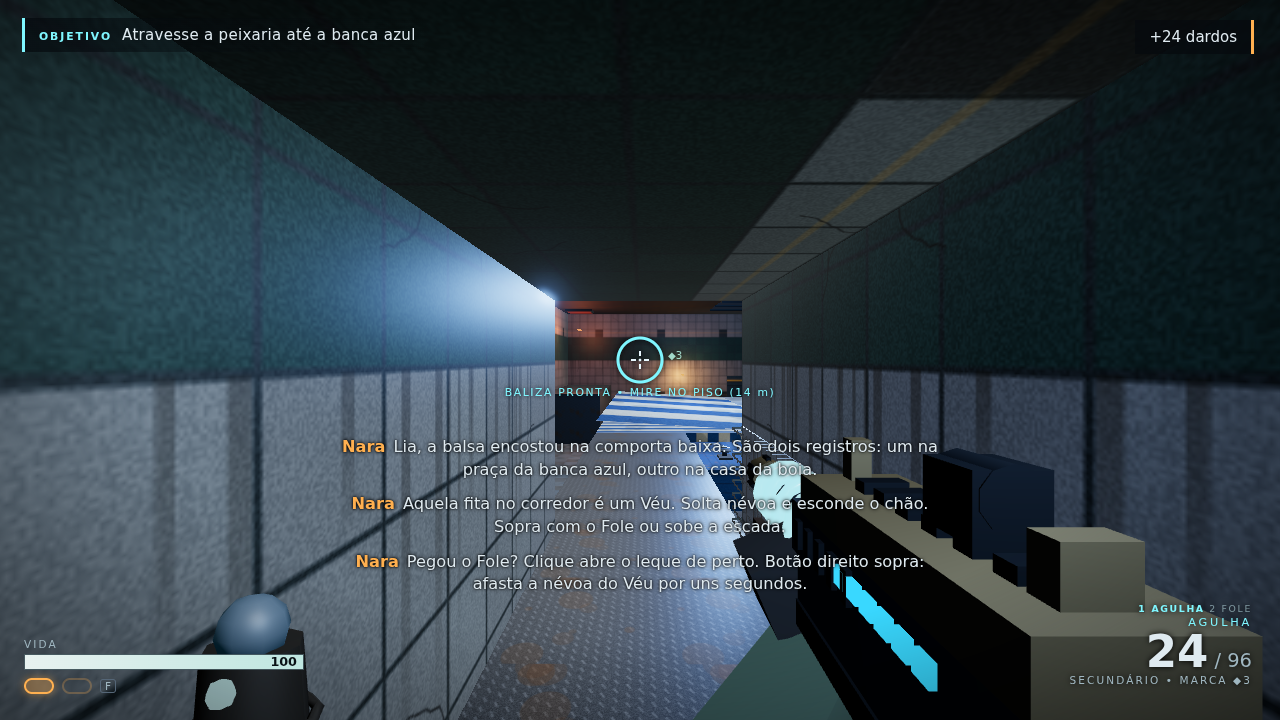 OBJETIVO Atravesse a peixaria até a banca azul
+24 dardos
◆3
BALIZA PRONTA • MIRE NO PISO (14 m)
Nara Lia, a balsa encostou na comporta baixa. São dois registros: um na
praça da banca azul, outro na casa da boia.
Nara Aquela fita no corredor é um Véu. Solta névoa e esconde o chão.
Sopra com o Fole ou sobe a escada.
Nara Pegou o Fole? Clique abre o leque de perto. Botão direito sopra:
afasta a névoa do Véu por uns segundos.
VIDA
100
F
1 AGULHA 2 FOLE
AGULHA
24 / 96
SECUNDÁRIO • MARCA ◆3